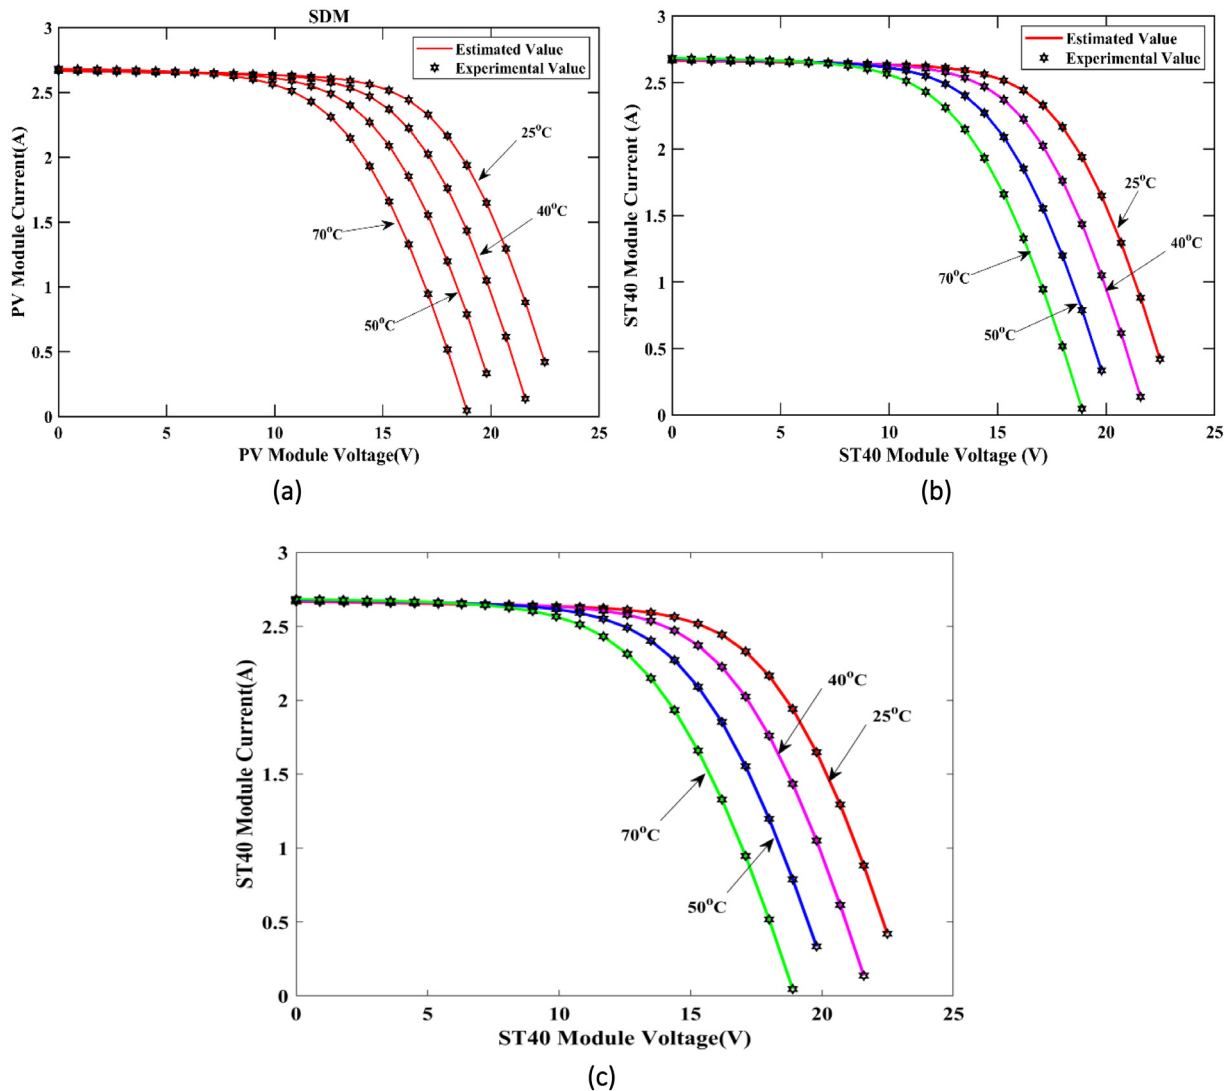 SDM
3
2.5
2
1.5
1
0.5
0
0 5 10 15 20 25
PV Module Current(A)
PV Module Voltage(V)
Estimated Value
Experimental Value
25°C
40°C
50°C
70°C
(a)
3
2.5
2
1.5
1
0.5
0
0 5 10 15 20 25
ST40 Module Current (A)
ST40 Module Voltage (V)
Estimated Value
Experimental Value
25°C
40°C
70°C
50°C
(b)
3
2.5
2
1.5
1
0.5
0
0 5 10 15 20 25
ST40 Module Current(A)
ST40 Module Voltage(V)
40°C
25°C
70°C
50°C
(c)